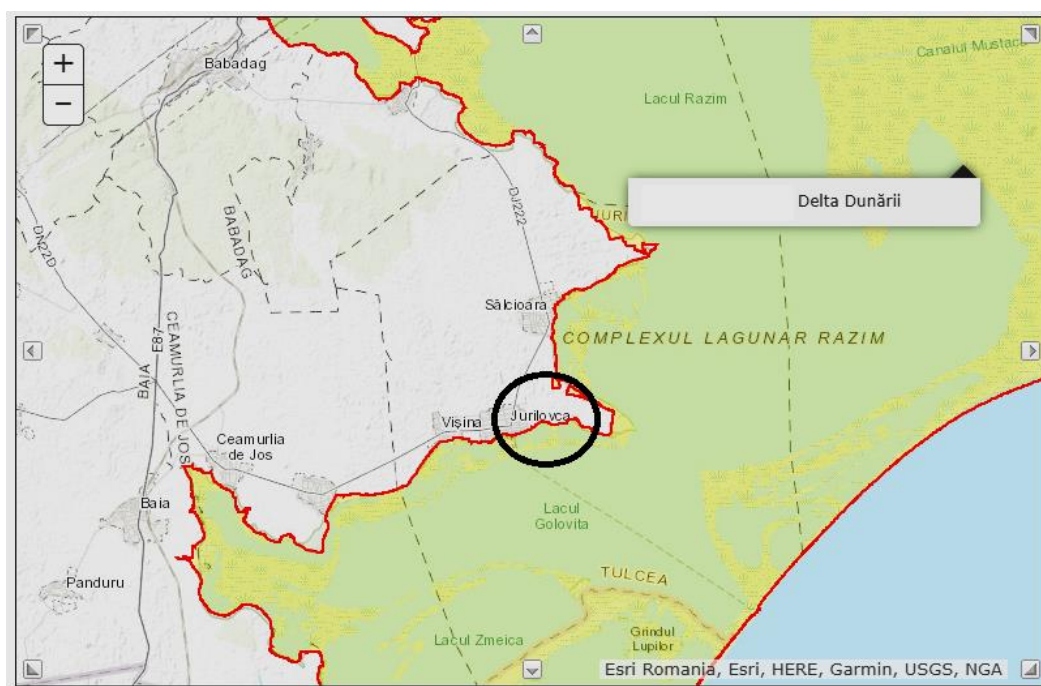 +
−
Babadag
Canalul Mustaca
Lacul Razim
DJ222
Delta Dunării
JURI
BABADAG
DN22D
Sălcioara
COMPLEXUL LAGUNAR RAZIM
E87
CEAMURLIA DE JOS
BAIA
Vișina
Jurilovca
Ceamurlia
de Jos
Baia
Lacul
Golovita
Panduru
TULCEA
Grindul
Lupilor
Lacul Zmeica
Esri Romania, Esri, HERE, Garmin, USGS, NGA